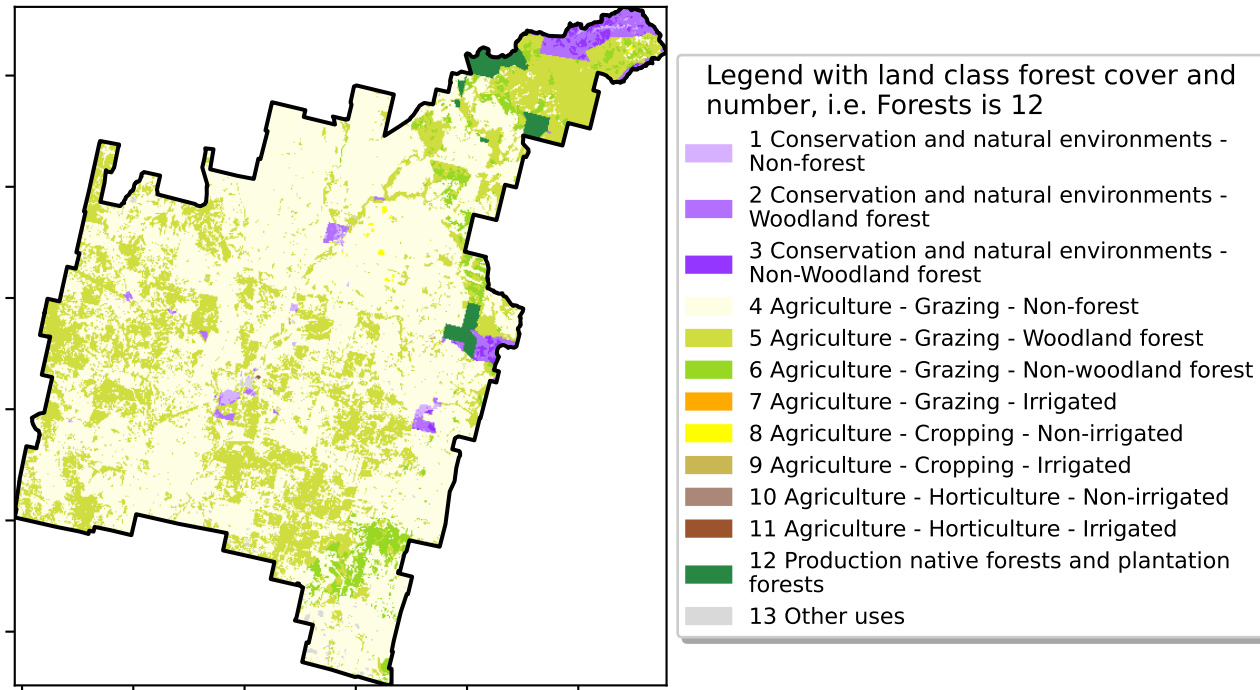 Legend with land class forest cover and
number, i.e. Forests is 12
1 Conservation and natural environments -
Non-forest
2 Conservation and natural environments -
Woodland forest
3 Conservation and natural environments -
Non-Woodland forest
4 Agriculture - Grazing - Non-forest
5 Agriculture - Grazing - Woodland forest
6 Agriculture - Grazing - Non-woodland forest
7 Agriculture - Grazing - Irrigated
8 Agriculture - Cropping - Non-irrigated
9 Agriculture - Cropping - Irrigated
10 Agriculture - Horticulture - Non-irrigated
11 Agriculture - Horticulture - Irrigated
12 Production native forests and plantation
forests
13 Other uses